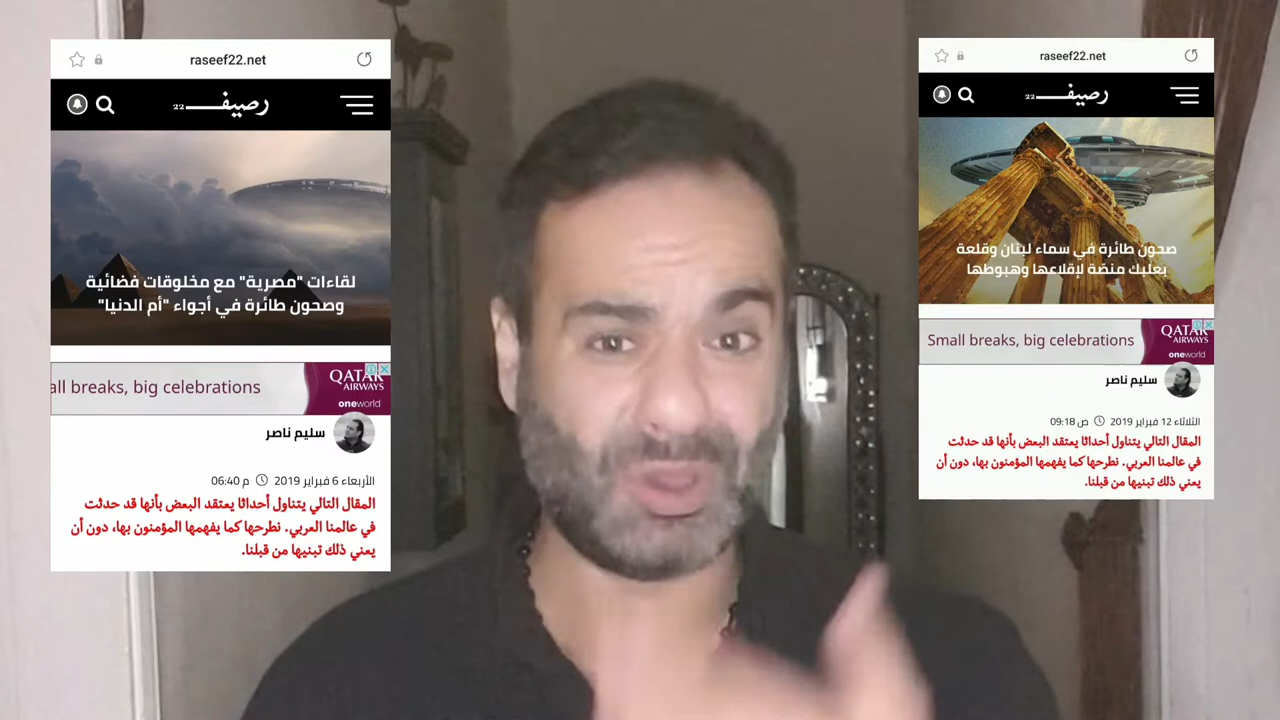 raseef22.net
رصيف 22
لقاءات "مصرية" مع مخلوقات فضائية
وصحون طائرة في أجواء "أم الدنيا"
all breaks, big celebrations
QATAR
AIRWAYS
oneworld
سليم ناصر
الأربعاء 6 فبراير 2019 06:40 م
المقال التالي يتناول أحداثا يعتقد البعض بأنها قد حدثت
في عالمنا العربي. نطرحها كما يفهمها المؤمنون بها، دون أن
يعني ذلك تبنيها من قبلنا.
raseef22.net
رصيف 22
صحون طائرة في سماء لبنان وقلعة
بعلبك منصّة لإقلاعها وهبوطها
Small breaks, big celebrations
QATAR
AIRWAYS
oneworld
سليم ناصر
الثلاثاء 12 فبراير 2019 09:18 ص
المقال التالي يتناول أحداثا يعتقد البعض بأنها قد حدثت
في عالمنا العربي. نطرحها كما يفهمها المؤمنون بها، دون أن
يعني ذلك تبنيها من قبلنا.